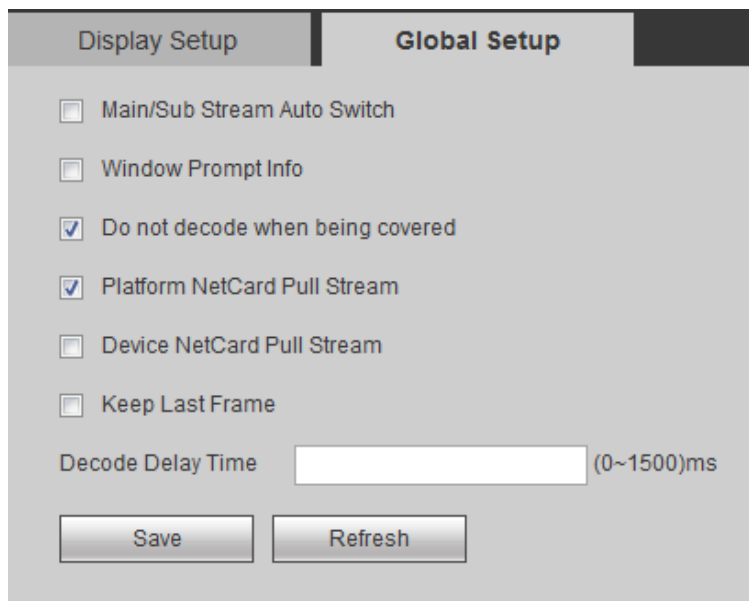 Display Setup Global Setup
Main/Sub Stream Auto Switch
Window Prompt Info
Do not decode when being covered
Platform NetCard Pull Stream
Device NetCard Pull Stream
Keep Last Frame
Decode Delay Time (0~1500)ms
Save Refresh